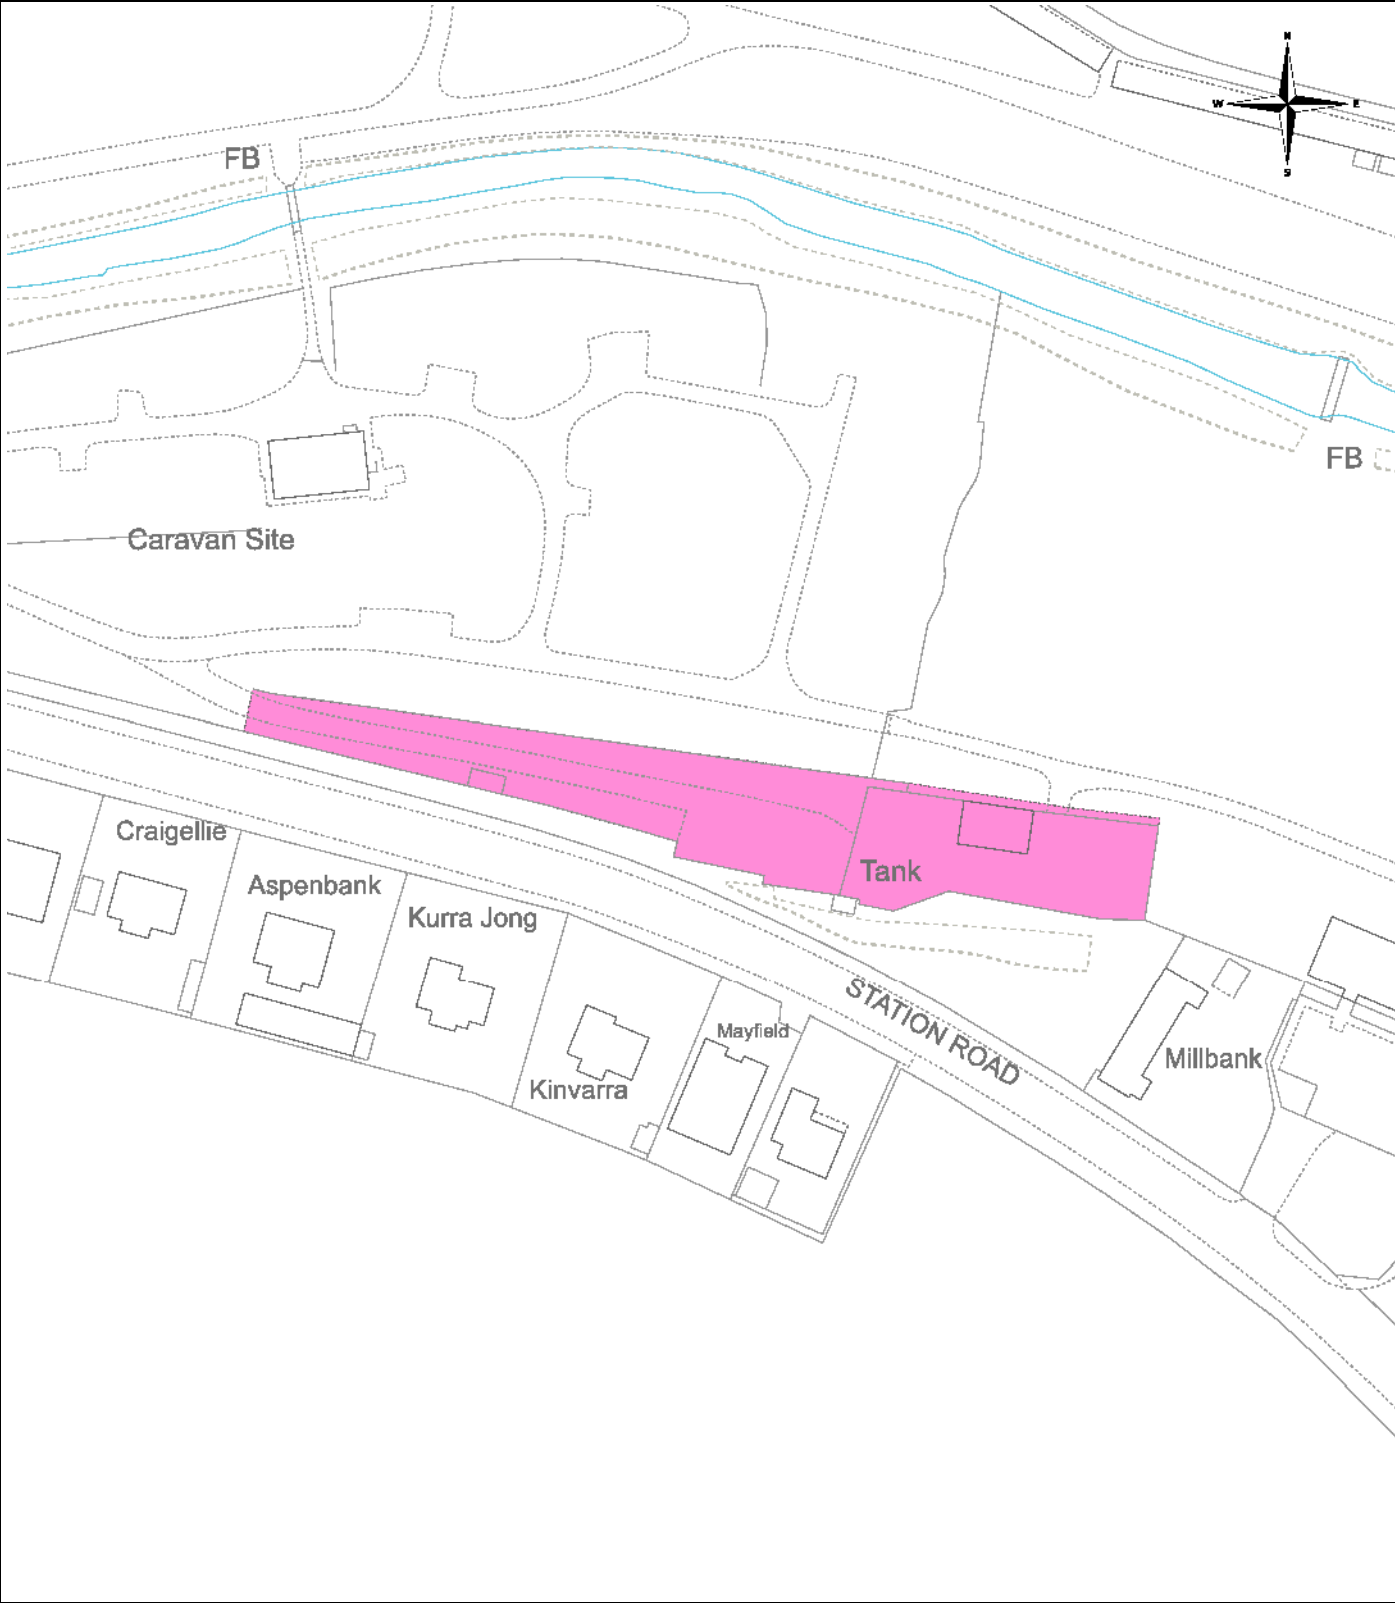 N
W E
S
FB
FB
Caravan Site
Craigellie
Aspenbank
Tank
Kurra Jong
STATION ROAD
Mayfield
Millbank
Kinvarra